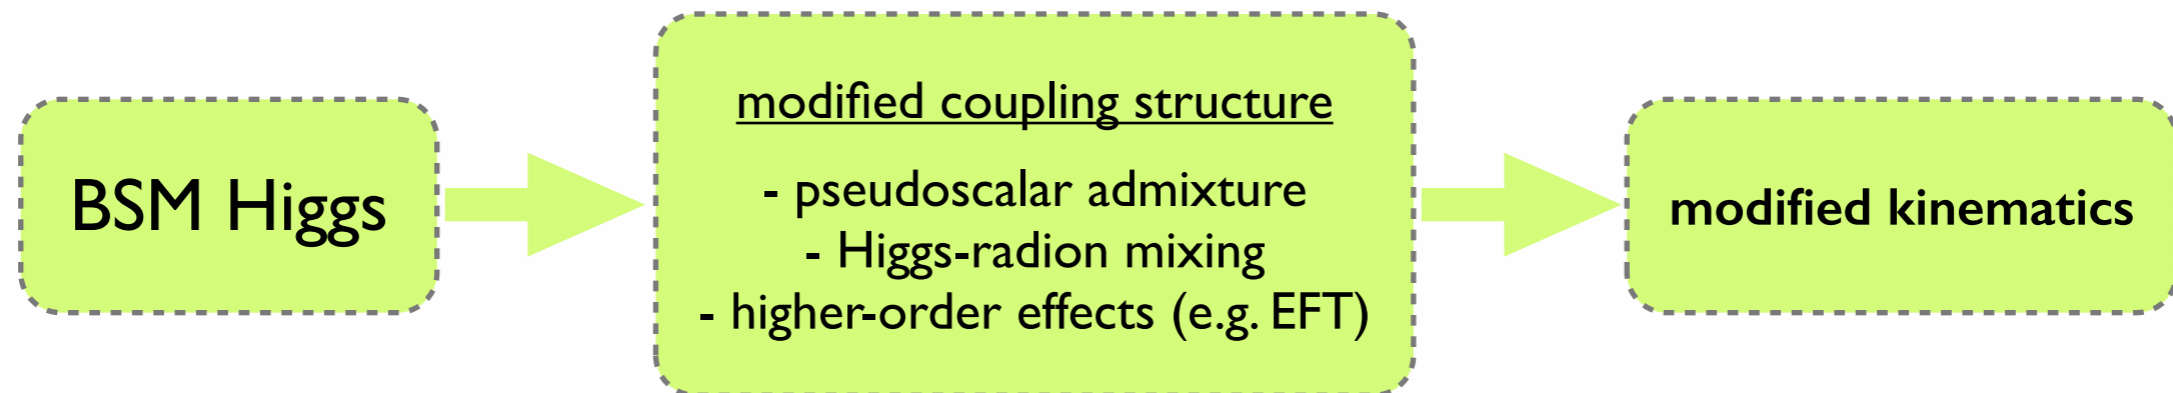 BSM Higgs
modified coupling structure
- pseudoscalar admixture
- Higgs-radion mixing
- higher-order effects (e.g. EFT)
modified kinematics